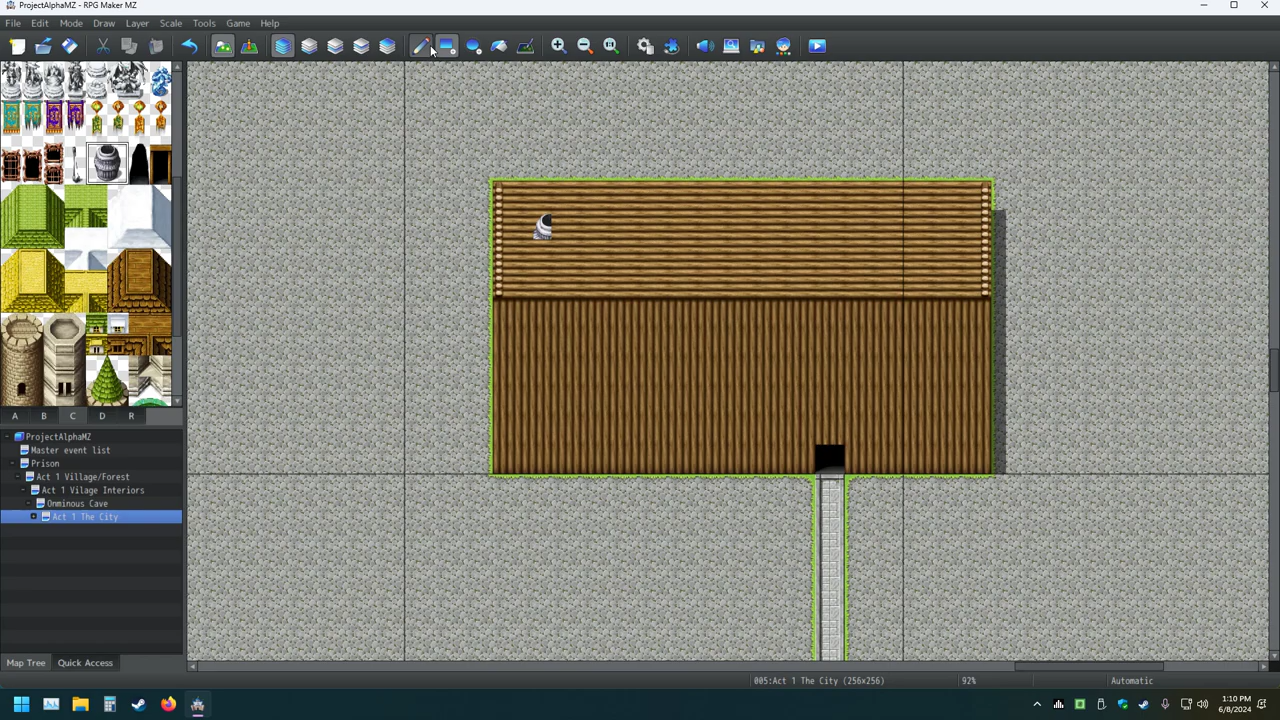 ProjectAlphaMZ - RPG Maker MZ
File Edit Mode Draw Layer Scale Tools Game Help
A B C D R
ProjectAlphaMZ
Master event list
Prison
Act 1 Village/Forest
Act 1 Vilage Interiors
Onminous Cave
Act 1 The City
Map Tree Quick Access
005:Act 1 The City (256x256) 92% Automatic
1:10 PM
6/8/2024